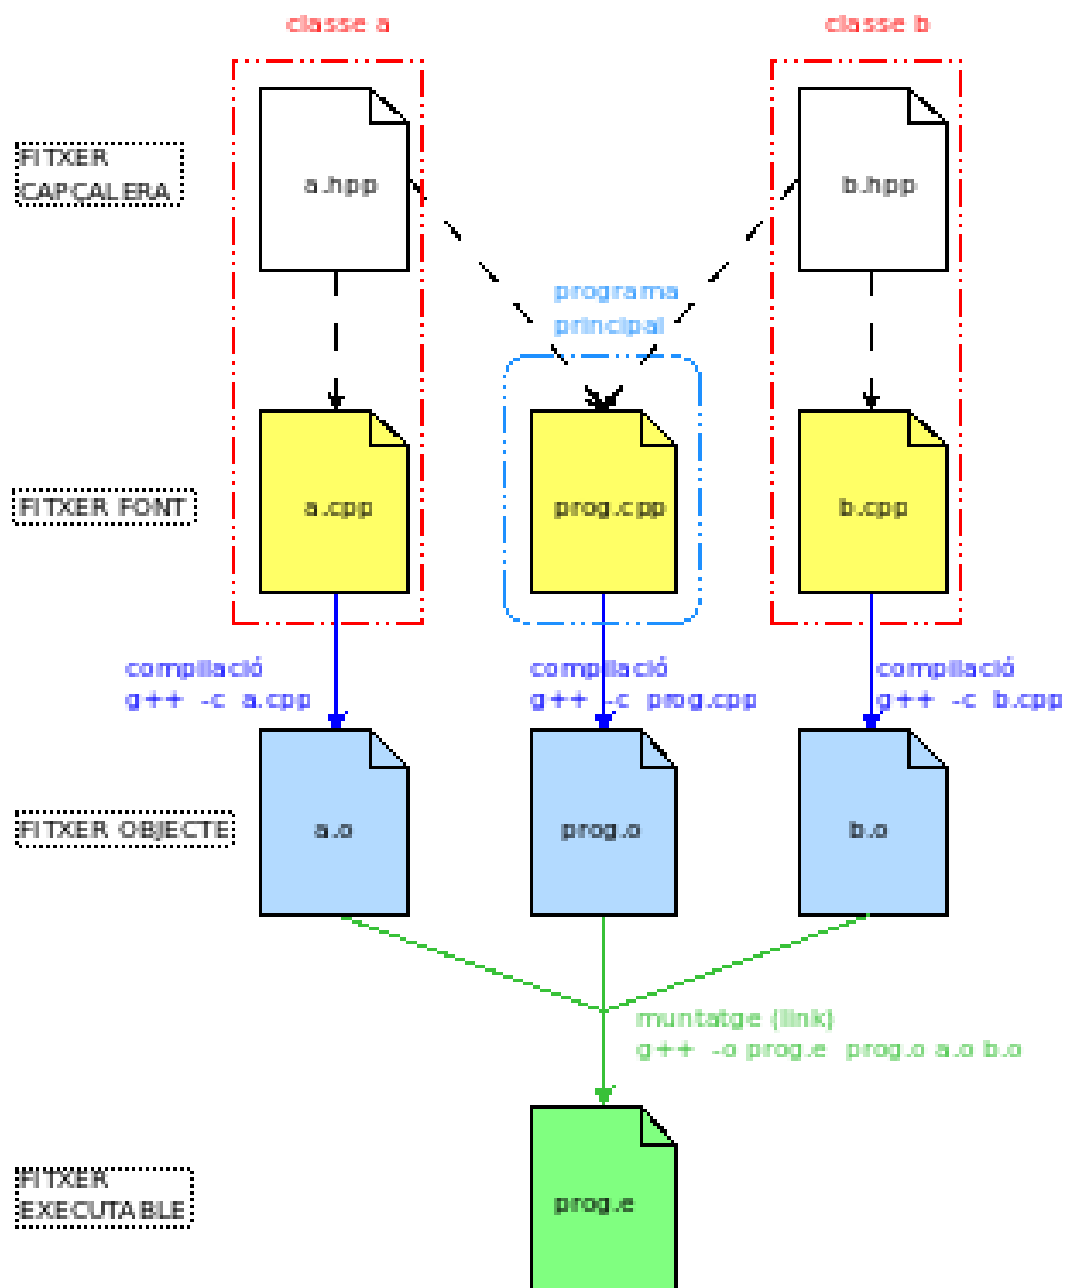 classe a
classe b
FITXER
CAPÇALERA
a.hpp
b.hpp
programa
principal
FITXER FONT
a.cpp
prog.cpp
b.cpp
compilació
g++ -c a.cpp
compilació
g++ -c prog.cpp
compilació
g++ -c b.cpp
FITXER OBJECTE
a.o
prog.o
b.o
muntatge (link)
g++ -o prog.e prog.o a.o b.o
FITXER
EXECUTABLE
prog.e